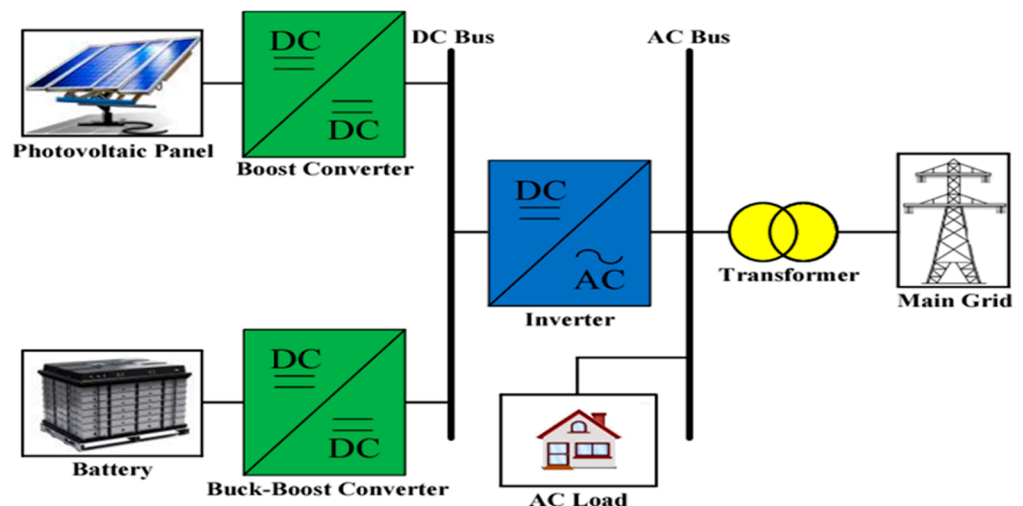 DC
DC
DC Bus
AC Bus
Photovoltaic Panel
Boost Converter
DC
AC
Transformer
Main Grid
Inverter
DC
DC
Battery
Buck-Boost Converter
AC Load